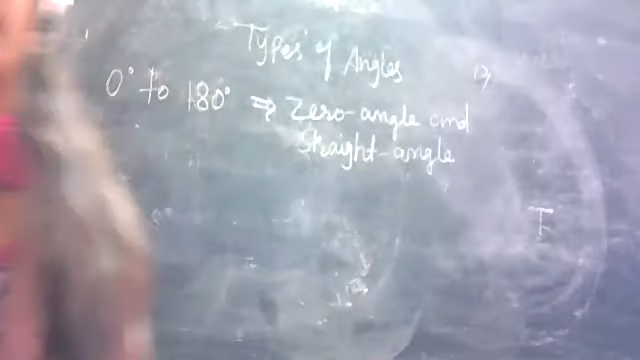 Types of Angles
0° to 180° ⇒ Zero-angle and
Straight-angle